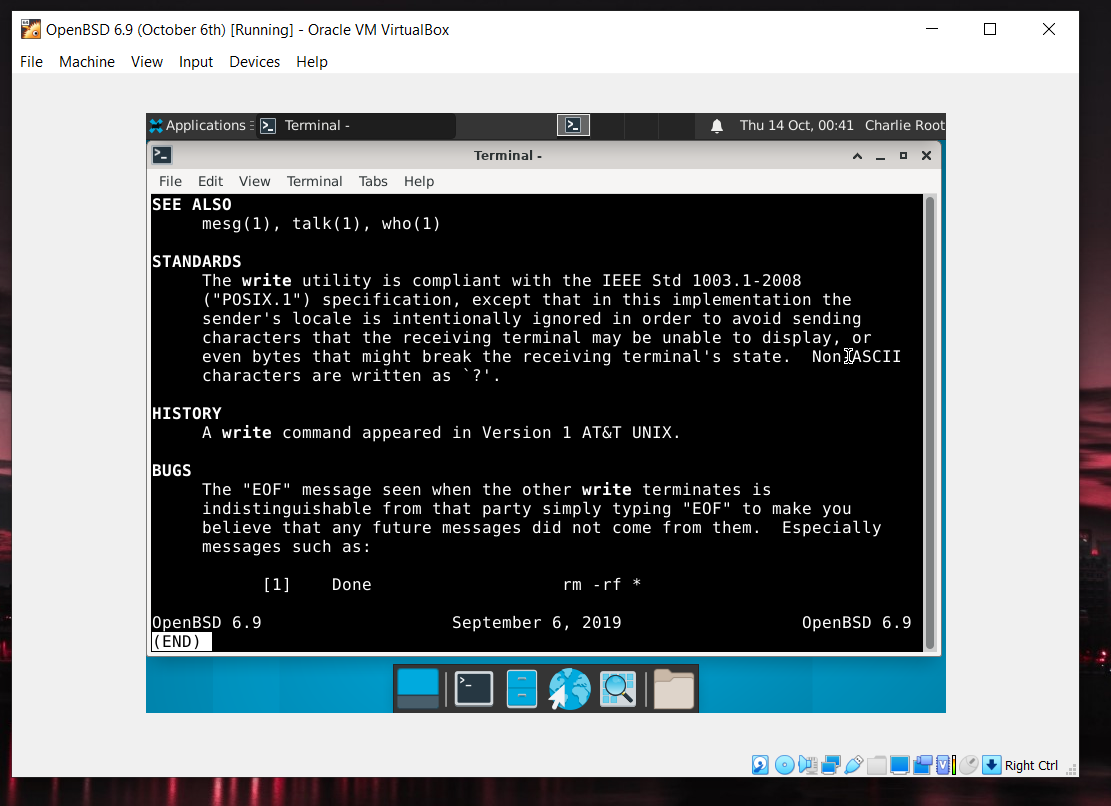 OpenBSD 6.9 (October 6th) [Running] - Oracle VM VirtualBox
File Machine View Input Devices Help
Applications Terminal - Thu 14 Oct, 00:41 Charlie Root
Terminal -
File Edit View Terminal Tabs Help
SEE ALSO
mesg(1), talk(1), who(1)
STANDARDS
The write utility is compliant with the IEEE Std 1003.1-2008
("POSIX.1") specification, except that in this implementation the
sender's locale is intentionally ignored in order to avoid sending
characters that the receiving terminal may be unable to display, or
even bytes that might break the receiving terminal's state.  Non-ASCII
characters are written as `?'.
HISTORY
A write command appeared in Version 1 AT&T UNIX.
BUGS
The "EOF" message seen when the other write terminates is
indistinguishable from that party simply typing "EOF" to make you
believe that any future messages did not come from them.  Especially
messages such as:
[1]    Done                   rm -rf *
OpenBSD 6.9                   September 6, 2019                  OpenBSD 6.9
(END)
Right Ctrl